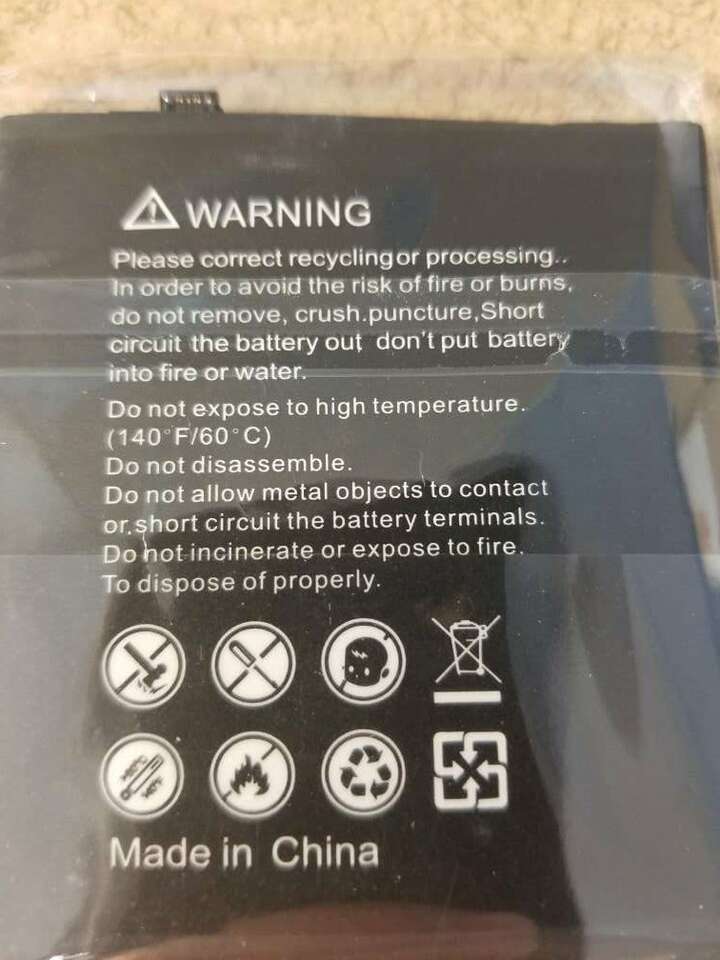 WARNING
Please correct recycling or processing..
In order to avoid the risk of fire or burns,
do not remove, crush.puncture,Short
circuit the battery out don't put battery
into fire or water.
Do not expose to high temperature.
(140°F/60°C)
Do not disassemble.
Do not allow metal objects to contact
or,short circuit the battery terminals.
Do not incinerate or expose to fire.
To dispose of properly.
Made in China